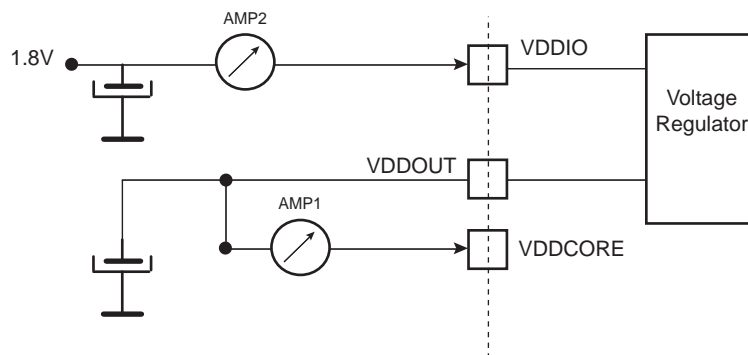 AMP2
1.8V
VDDIO
Voltage
Regulator
VDDOUT
AMP1
VDDCORE